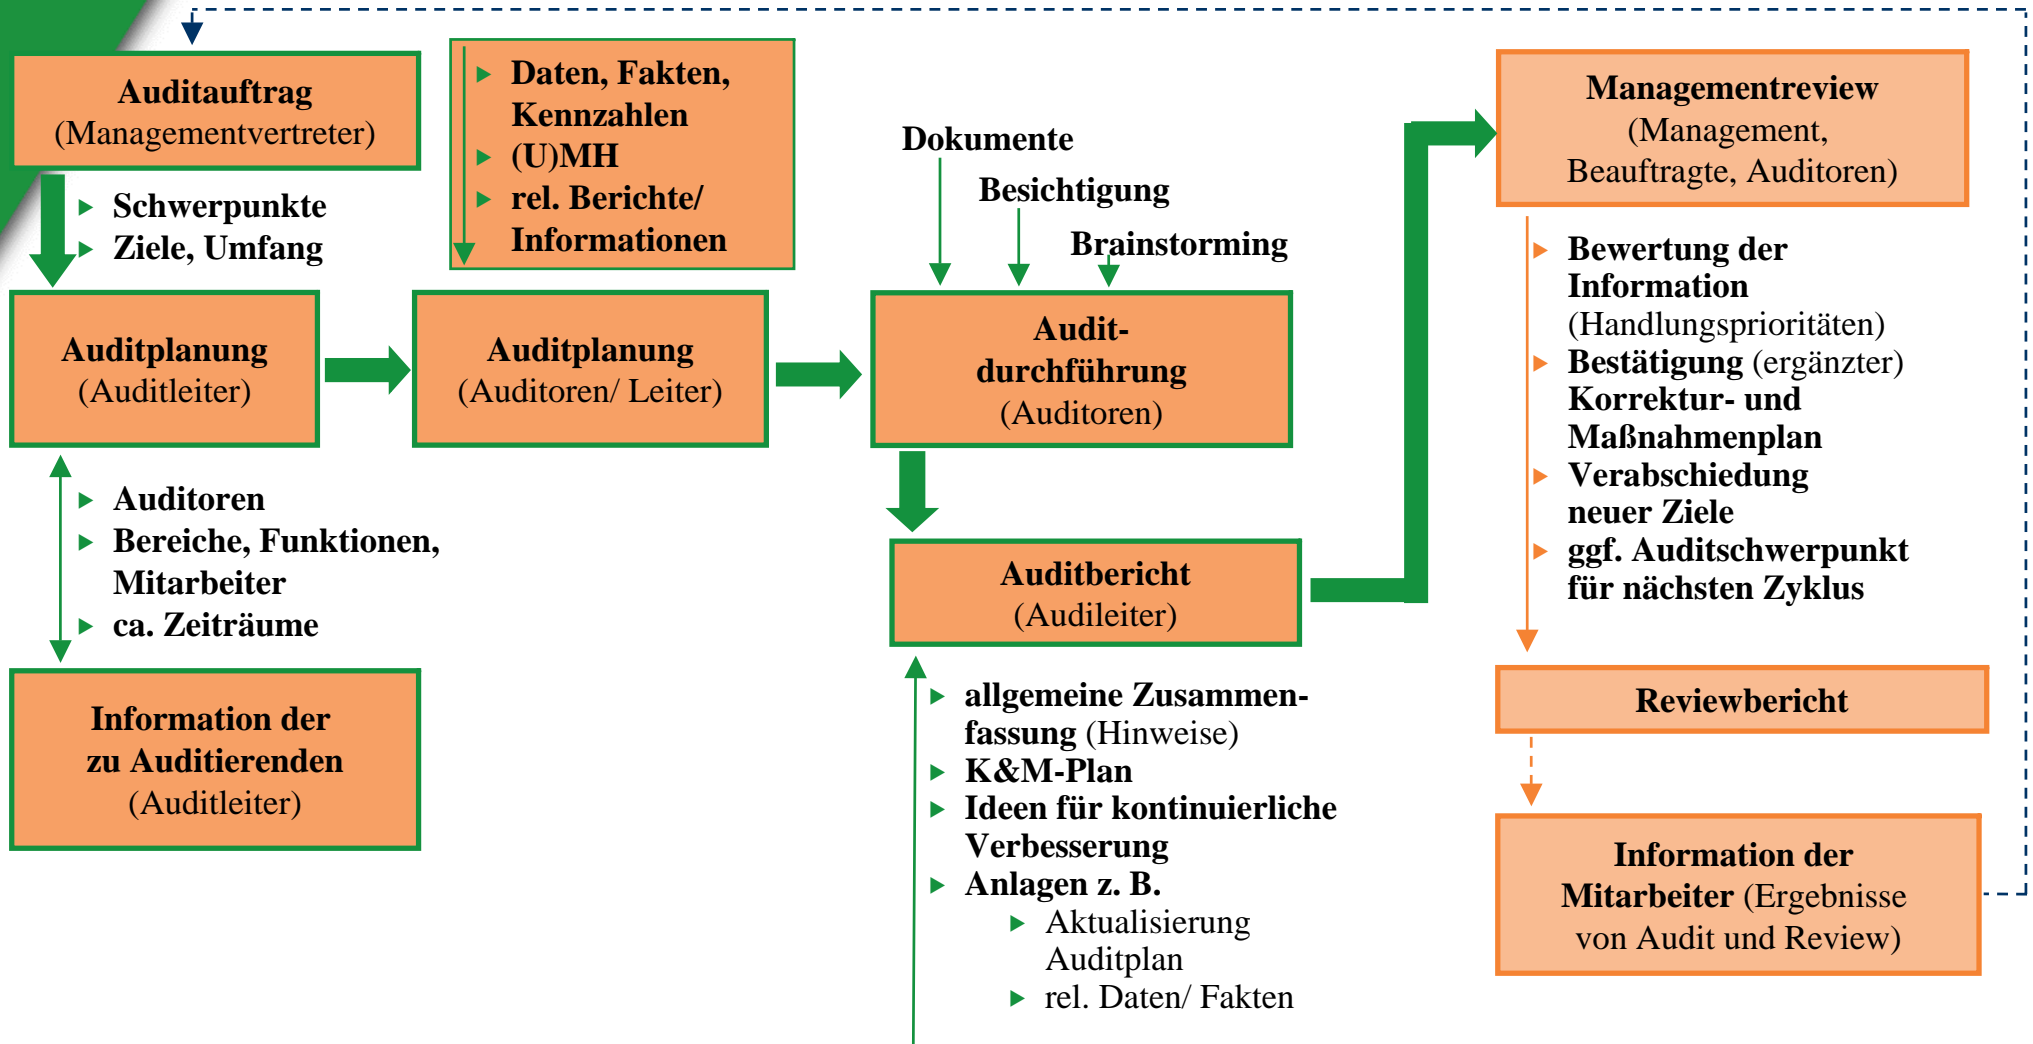 Auditauftrag
(Managementvertreter)
Schwerpunkte
Ziele, Umfang
Daten, Fakten,
Kennzahlen
(U)MH
rel. Berichte/
Informationen
Auditplanung
(Auditleiter)
Auditplanung
(Auditoren/ Leiter)
Auditoren
Bereiche, Funktionen,
Mitarbeiter
ca. Zeiträume
Information der
zu Auditierenden
(Auditleiter)
Dokumente
Besichtigung
Brainstorming
Audit-
durchführung
(Auditoren)
Auditbericht
(Audileiter)
allgemeine Zusammen-
fassung (Hinweise)
K&M-Plan
Ideen für kontinuierliche
Verbesserung
Anlagen z. B.
Aktualisierung
Auditplan
rel. Daten/ Fakten
Managementreview
(Management,
Beauftragte, Auditoren)
Bewertung der
Information
(Handlungsprioritäten)
Bestätigung (ergänzter)
Korrektur- und
Maßnahmenplan
Verabschiedung
neuer Ziele
ggf. Auditschwerpunkt
für nächsten Zyklus
Reviewbericht
Information der
Mitarbeiter (Ergebnisse
von Audit und Review)